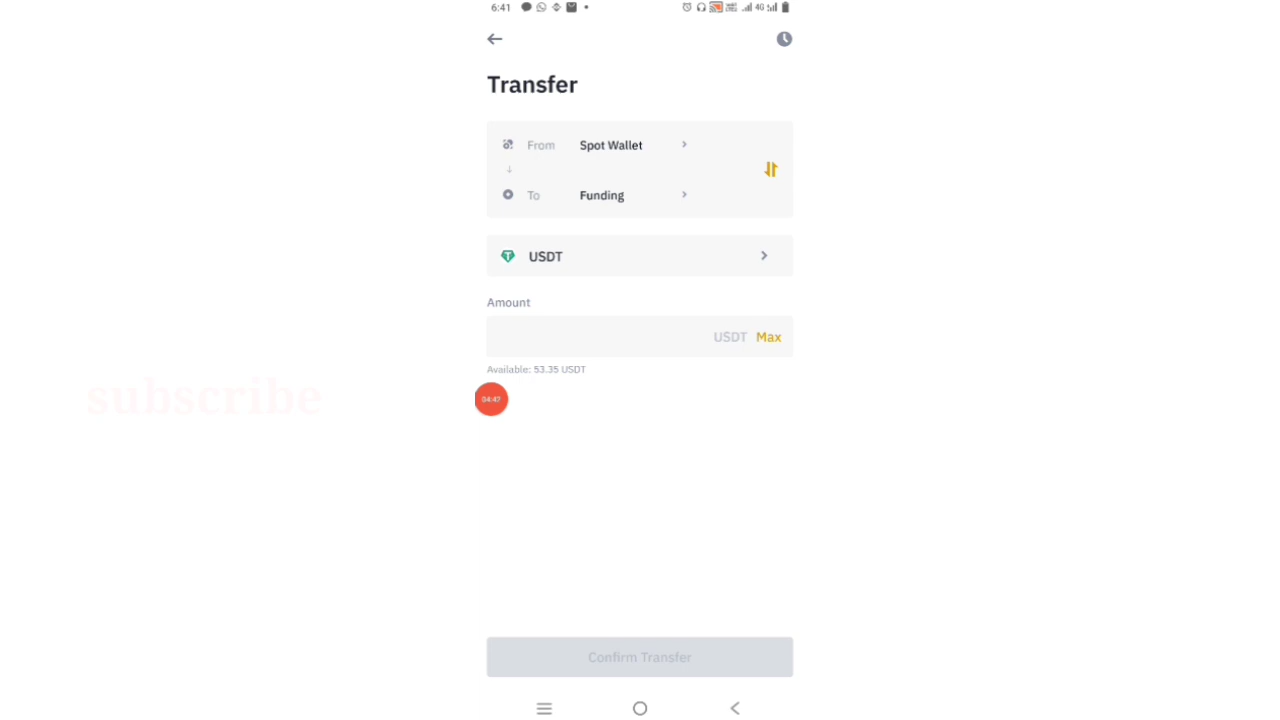 6:41
4G
Transfer
From Spot Wallet
To Funding
USDT
Amount
USDT Max
Available: 53.35 USDT
subscribe
04:47
Confirm Transfer